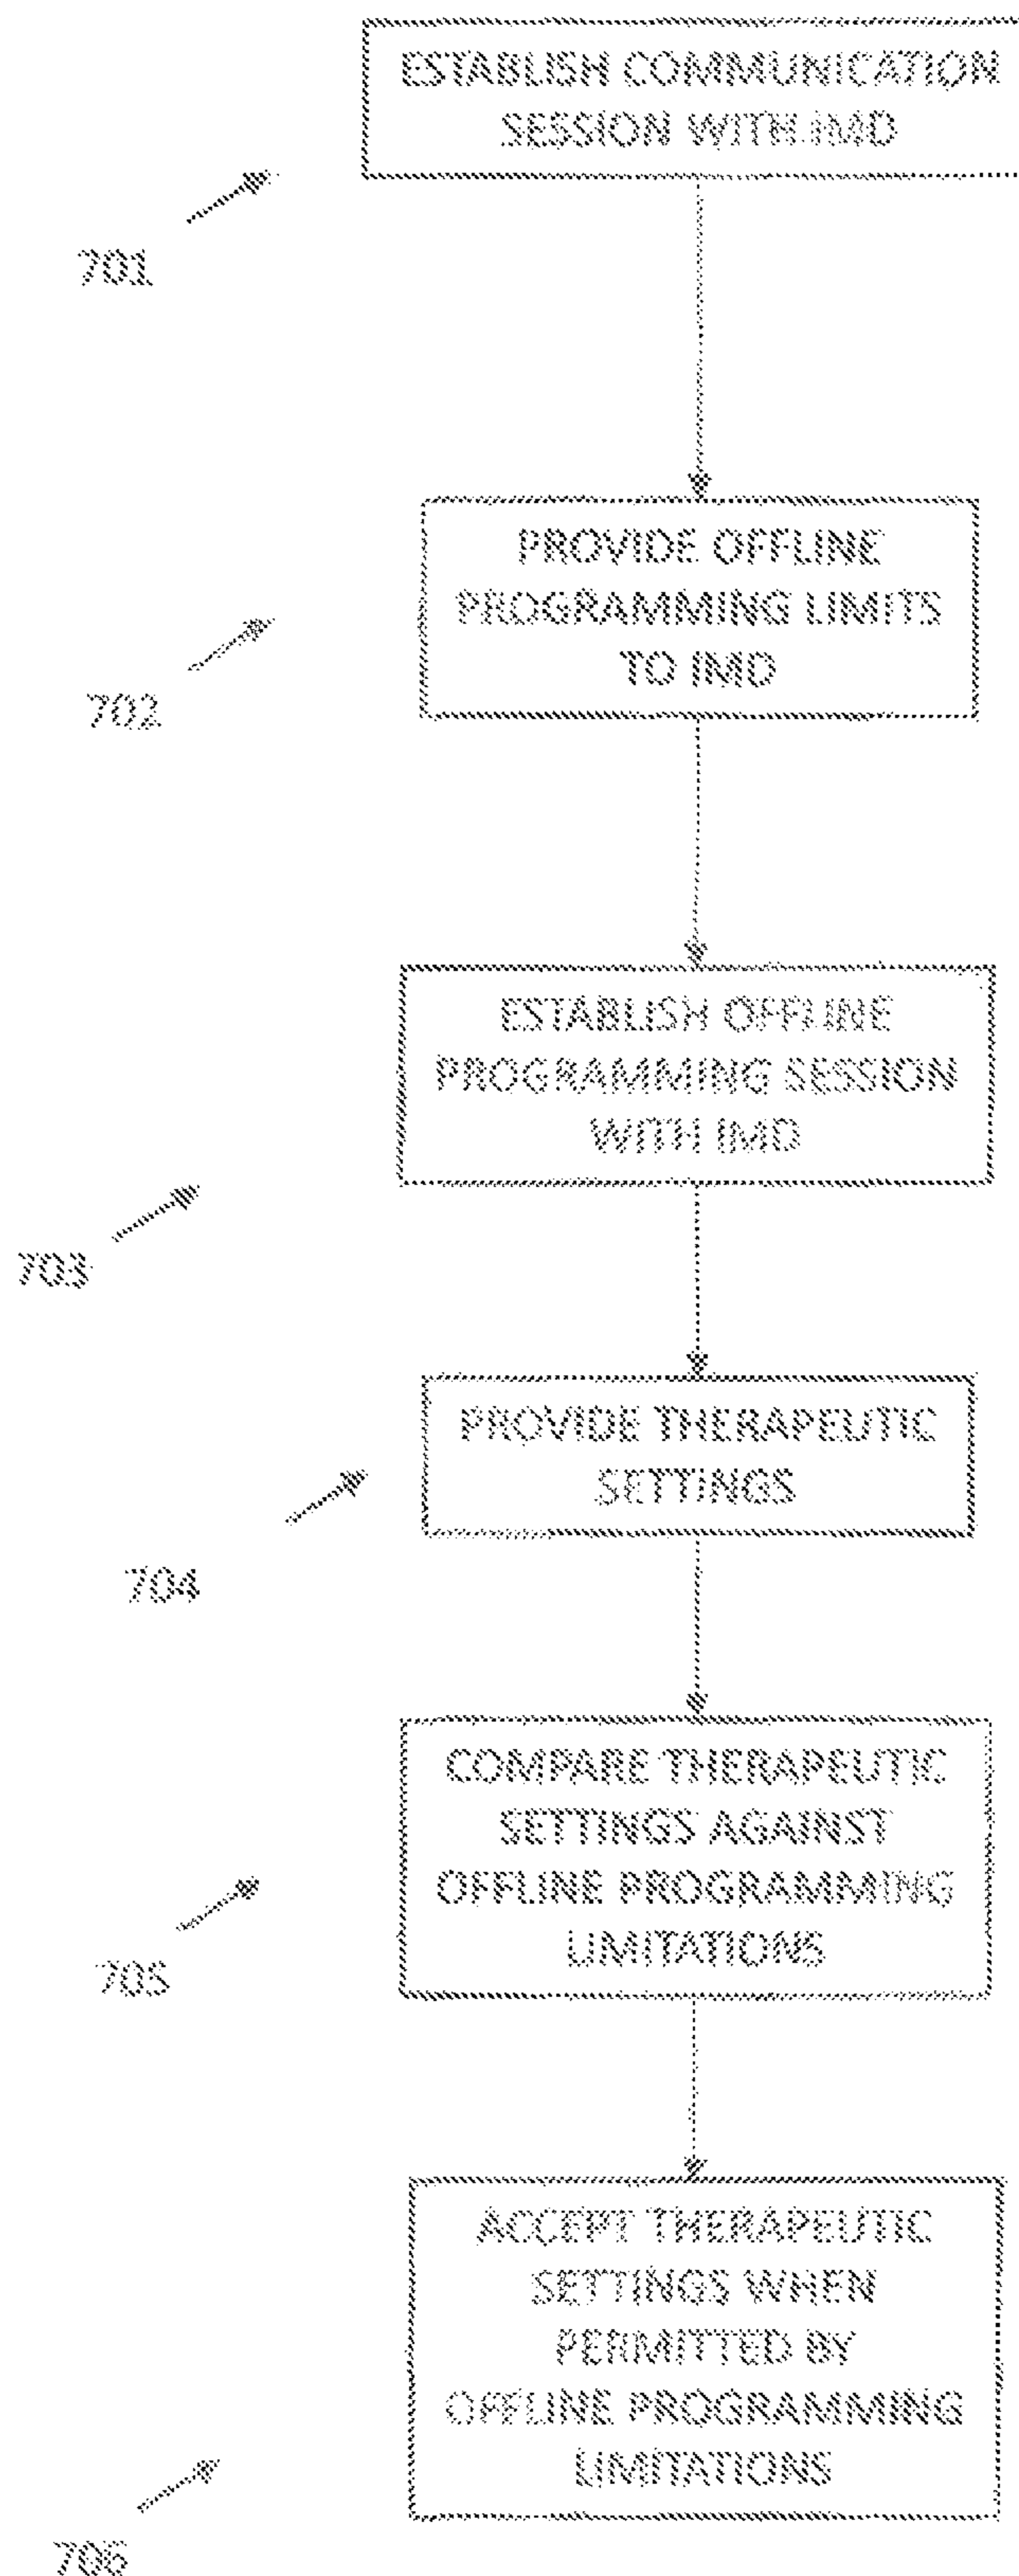 ESTABLISH COMMUNICATION
SESSION WITH IMD
701
PROVIDE OFFLINE
PROGRAMMING LIMITS
TO IMD
702
ESTABLISH OFFLINE
PROGRAMMING SESSION
WITH IMD
703
PROVIDE THERAPEUTIC
SETTINGS
704
COMPARE THERAPEUTIC
SETTINGS AGAINST
OFFLINE PROGRAMMING
LIMITATIONS
705
ACCEPT THERAPEUTIC
SETTINGS WHEN
PERMITTED BY
OFFLINE PROGRAMMING
LIMITATIONS
706